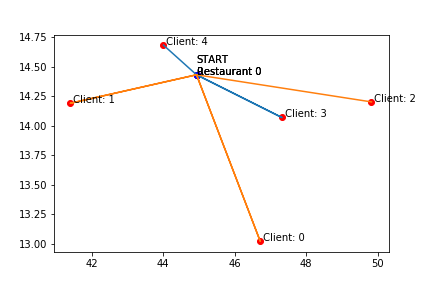 14.75
14.50
14.25
14.00
13.75
13.50
13.25
13.00
42
44
46
48
50
Client: 4
START
Restaurant 0
Client: 1
Client: 2
Client: 3
Client: 0